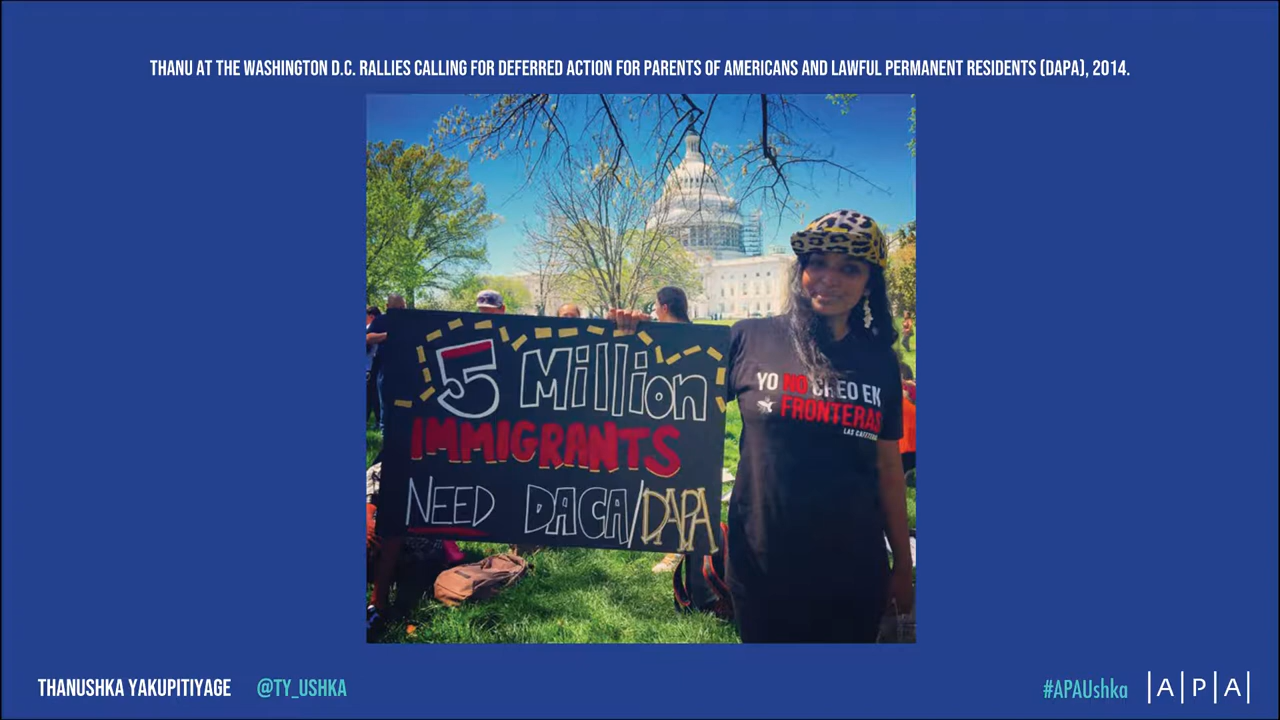 THANU AT THE WASHINGTON D.C. RALLIES CALLING FOR DEFERRED ACTION FOR PARENTS OF AMERICANS AND LAWFUL PERMANENT RESIDENTS (DAPA), 2014.
5 Million
IMMIGRANTS
NEED DACA/DAPA
YO NO CREO EN
FRONTERAS
LAS
THANUSHKA YAKUPITIYAGE @TY_USHKA
#APAUshka |A|P|A|